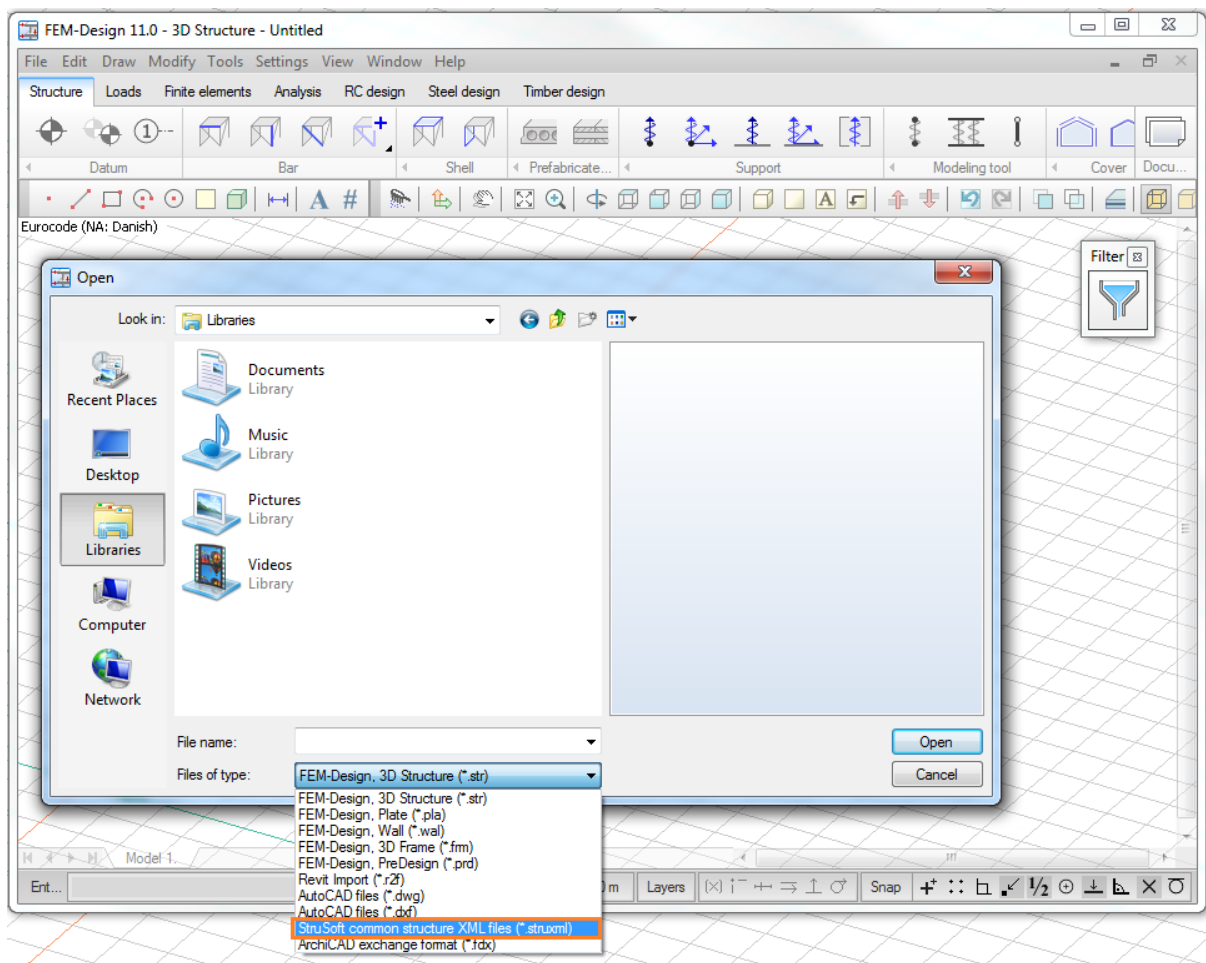 FEM-Design 11.0 - 3D Structure - Untitled
File Edit Draw Modify Tools Settings View Window Help
Structure Loads Finite elements Analysis RC design Steel design Timber design
1
Datum Bar Shell Prefabricate... Support Modeling tool Cover Docu...
A # A
Eurocode (NA: Danish)
Filter
Open
Look in: Libraries
Recent Places
Desktop
Libraries
Computer
Network
Documents
Library
Music
Library
Pictures
Library
Videos
Library
File name:
Open
Files of type: FEM-Design, 3D Structure (*.str)
Cancel
FEM-Design, 3D Structure (*.str)
FEM-Design, Plate (*.pla)
FEM-Design, Wall (*.wal)
FEM-Design, 3D Frame (*.frm)
FEM-Design, PreDesign (*.prd)
Revit Import (*.r2f)
AutoCAD files (*.dwg)
AutoCAD files (*.dxf)
StruSoft common structure XML files (*.struxml)
ArchiCAD exchange format (*.fdx)
Model 1.
Ent... m Layers Snap 1/2